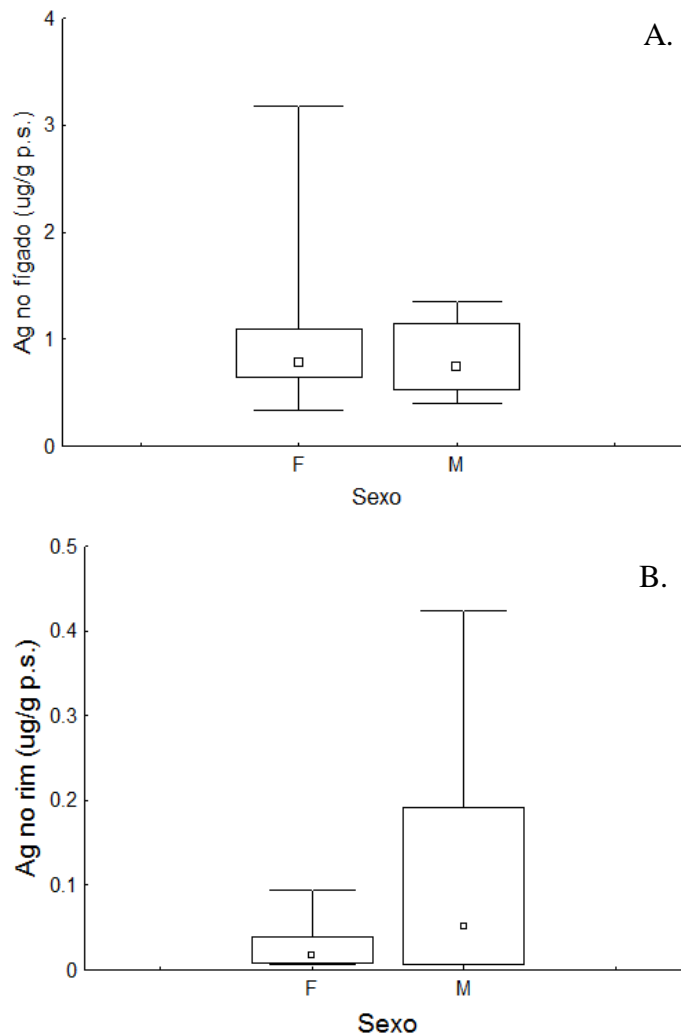 A.
4
3
2
1
0
Ag no fígado (ug/g p.s.)
F M
Sexo
B.
0.5
0.4
0.3
0.2
0.1
0
Ag no rim (ug/g p.s.)
F M
Sexo